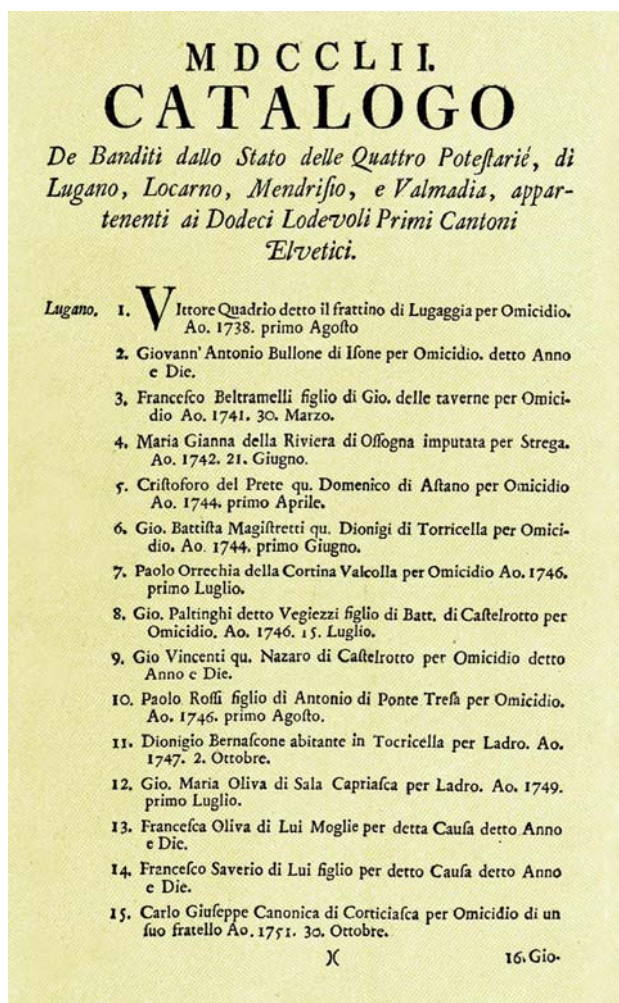 MDCCLII.
CATALOGO
De Banditi dallo Stato delle Quattro Poteſtarié, di
Lugano, Locarno, Mendriſio, e Valmadia, appar-
tenenti ai Dodeci Lodevoli Primi Cantoni
Elvetici.
Lugano. 1. VIttore Quadrio detto il frattino di Lugaggia per Omicidio.
Ao. 1738. primo Agoſto
2. Giovann' Antonio Bullone di Iſone per Omicidio. detto Anno
e Die.
3. Franceſco Beltramelli figlio di Gio. delle taverne per Omici-
dio Ao. 1741. 30. Marzo.
4. Maria Gianna della Riviera di Oſſogna imputata per Strega.
Ao. 1742. 21. Giugno.
5. Criſtoforo del Prete qu. Domenico di Aſtano per Omicidio
Ao. 1744. primo Aprile.
6. Gio. Battiſta Magiſtretti qu. Dionigi di Torricella per Omici-
dio. Ao. 1744. primo Giugno.
7. Paolo Orrechia della Cortina Valcolla per Omicidio Ao. 1746.
primo Luglio.
8. Gio. Paltinghi detto Vegiezzi figlio di Batt. di Caſtelrotto per
Omicidio. Ao. 1746. 15. Luglio.
9. Gio Vincenti qu. Nazaro di Caſtelrotto per Omicidio detto
Anno e Die.
10. Paolo Roſſi figlio di Antonio di Ponte Treſa per Omicidio.
Ao. 1746. primo Agoſto.
11. Dionigio Bernaſcone abitante in Tocricella per Ladro. Ao.
1747. 2. Ottobre.
12. Gio. Maria Oliva di Sala Capriaſca per Ladro. Ao. 1749.
primo Luglio.
13. Franceſca Oliva di Lui Moglie per detta Cauſa detto Anno
e Die.
14. Franceſco Saverio di Lui figlio per detto Cauſa detto Anno
e Die.
15. Carlo Giuſeppe Canonica di Corticiaſca per Omicidio di un
ſuo fratello Ao. 1751. 30. Ottobre.
)( 16. Gio-